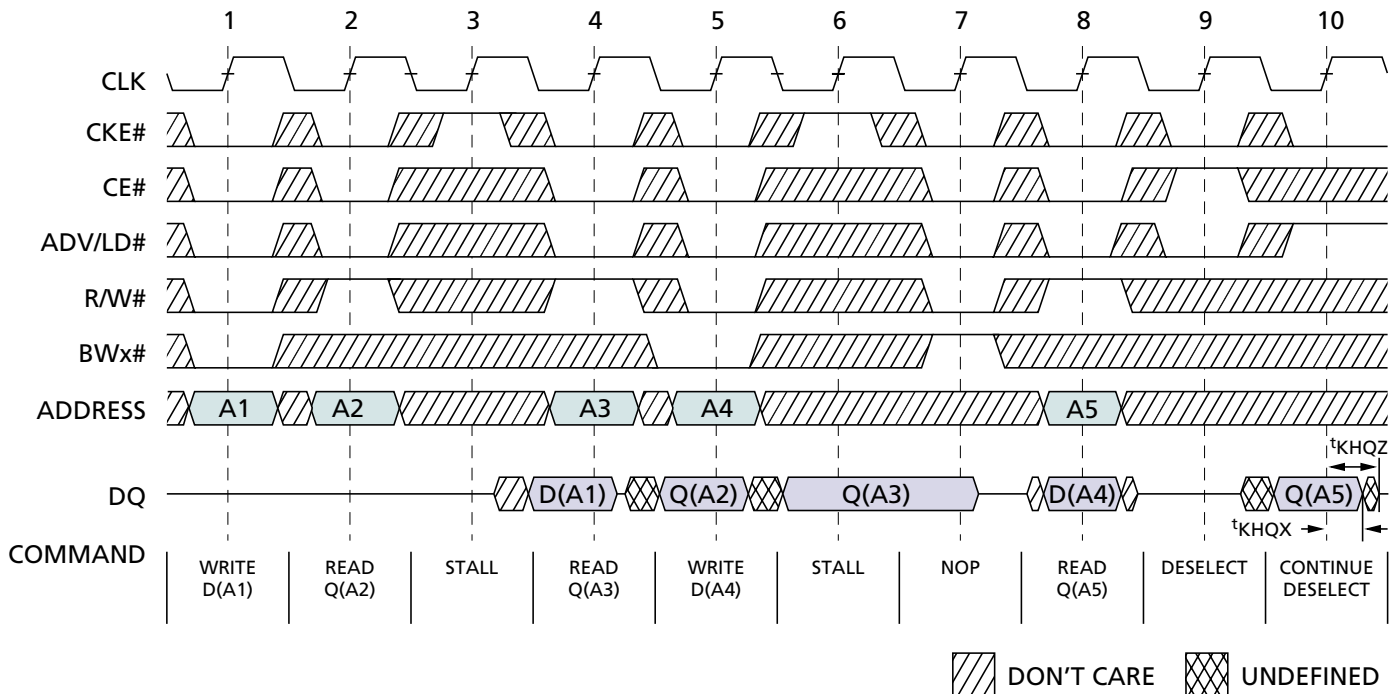 1 2 3 4 5 6 7 8 9 10
CLK
CKE#
CE#
ADV/LD#
R/W#
BWx#
ADDRESS A1 A2 A3 A4 A5
tKHQZ
DQ D(A1) Q(A2) Q(A3) D(A4) Q(A5)
tKHQX
COMMAND
WRITE READ STALL READ WRITE STALL NOP READ DESELECT CONTINUE
D(A1) Q(A2) Q(A3) D(A4) Q(A5) DESELECT
DON'T CARE UNDEFINED